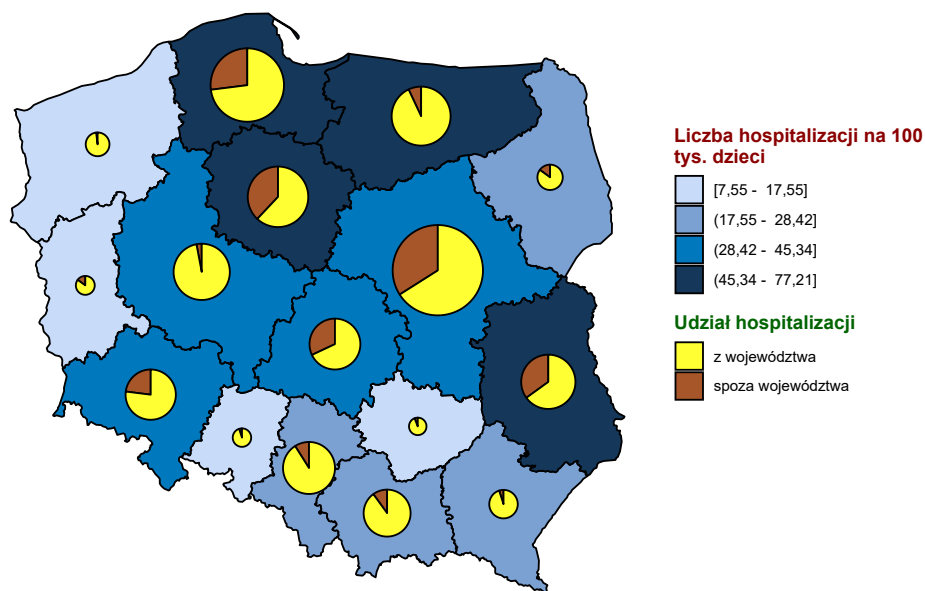 Liczba hospitalizacji na 100
tys. dzieci
[7,55 - 17,55]
(17,55 - 28,42]
(28,42 - 45,34]
(45,34 - 77,21]
Udział hospitalizacji
z województwa
spoza województwa